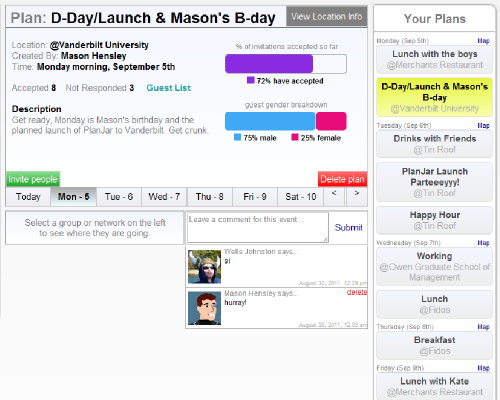 Plan: D-Day/Launch & Mason's B-day
View Location Info
Location: @Vanderbilt University
Created By: Mason Hensley
Time: Monday morning, September 5th
Accepted 8 Not Responded 3 Guest List
Description
Get ready, Monday is Mason's birthday and the
planned launch of PlanJar to Vanderbilt. Get crunk.
% of invitations accepted so far
72% have accepted
guest gender breakdown
75% male 25% female
Invite people
Delete plan
Today Mon - 5 Tue - 6 Wed - 7 Thu - 8 Fri - 9 Sat - 10 < >
Select a group or network on the left
to see where they are going.
Leave a comment for this event...
Submit
Wells Johnston says...
August 30, 2011, 12:29 pm
Mason Hensley says...
delete
hurray!
August 30, 2011, 12:33 am
Your Plans
Monday (Sep 5th) Map
Lunch with the boys
@Merchants Restaurant
D-Day/Launch & Mason's
B-day
@Vanderbilt University
Tuesday (Sep 6th) Map
Drinks with Friends
@Tin Roof
PlanJar Launch
Parteeeyyy!
@Tin Roof
Happy Hour
@Tin Roof
Wednesday (Sep 7th) Map
Working
@Owen Graduate School of
Management
Lunch
@Fidos
Thursday (Sep 8th) Map
Breakfast
@Fidos
Friday (Sep 9th) Map
Lunch with Kate
@Merchants Restaurant